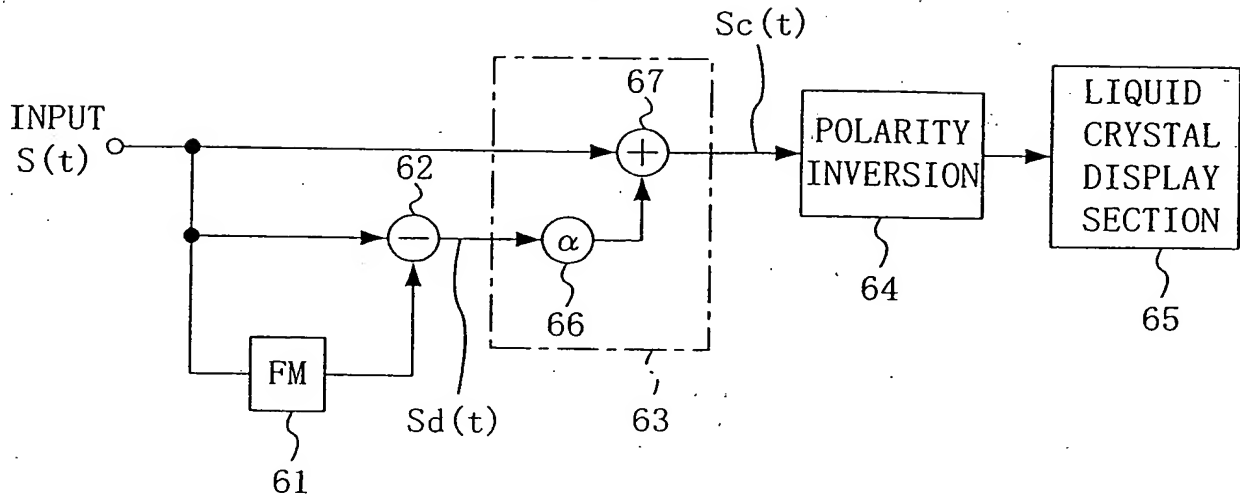 Sc(t)
67
INPUT
S(t)
62
+
POLARITY
INVERSION
LIQUID
CRYSTAL
DISPLAY
SECTION
−
α
66
64
65
FM
Sd(t)
63
61